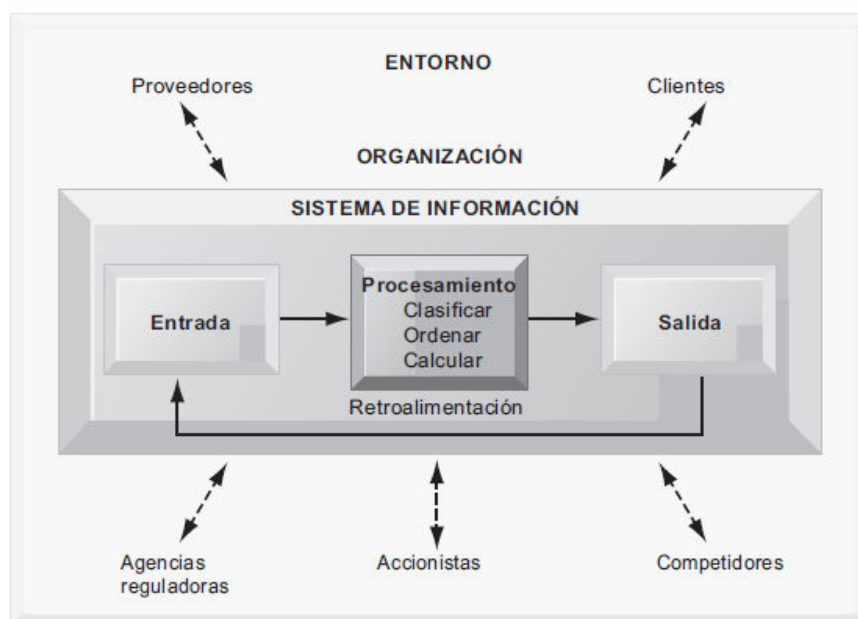 ENTORNO
Proveedores
Clientes
ORGANIZACIÓN
SISTEMA DE INFORMACIÓN
Entrada
Procesamiento
Clasificar
Ordenar
Calcular
Salida
Retroalimentación
Agencias
reguladoras
Accionistas
Competidores